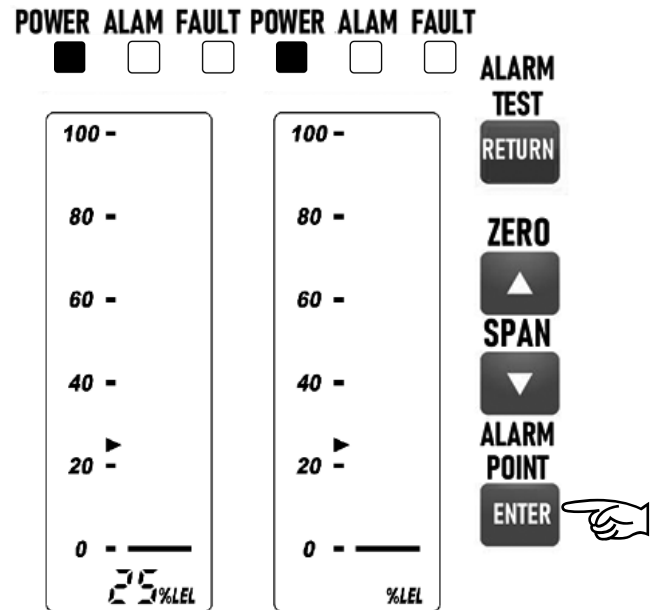 POWER ALAM FAULT POWER ALAM FAULT
ALARM
TEST
RETURN
100
80
60
40
20
0
25 %LEL
100
80
60
40
20
0
%LEL
ZERO
SPAN
ALARM
POINT
ENTER